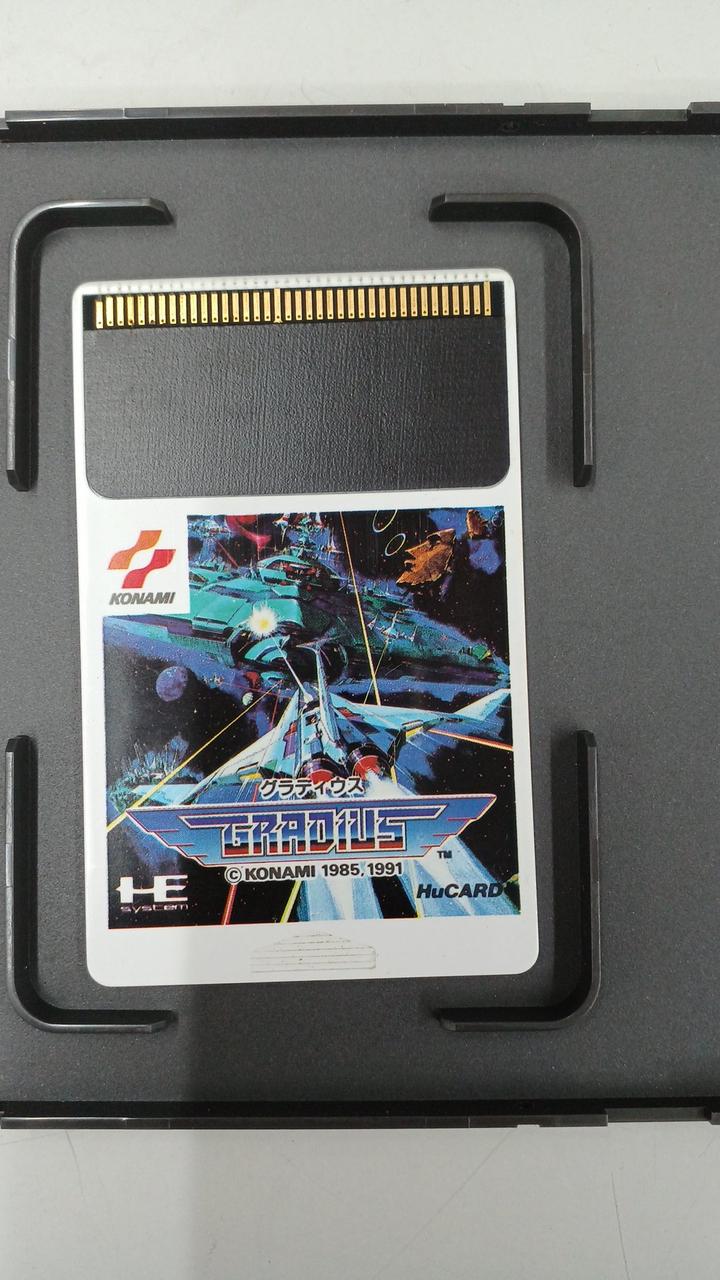 KONAMI
グラディウス
GRADIUS
TM
© KONAMI 1985, 1991
HE
system
HuCARD